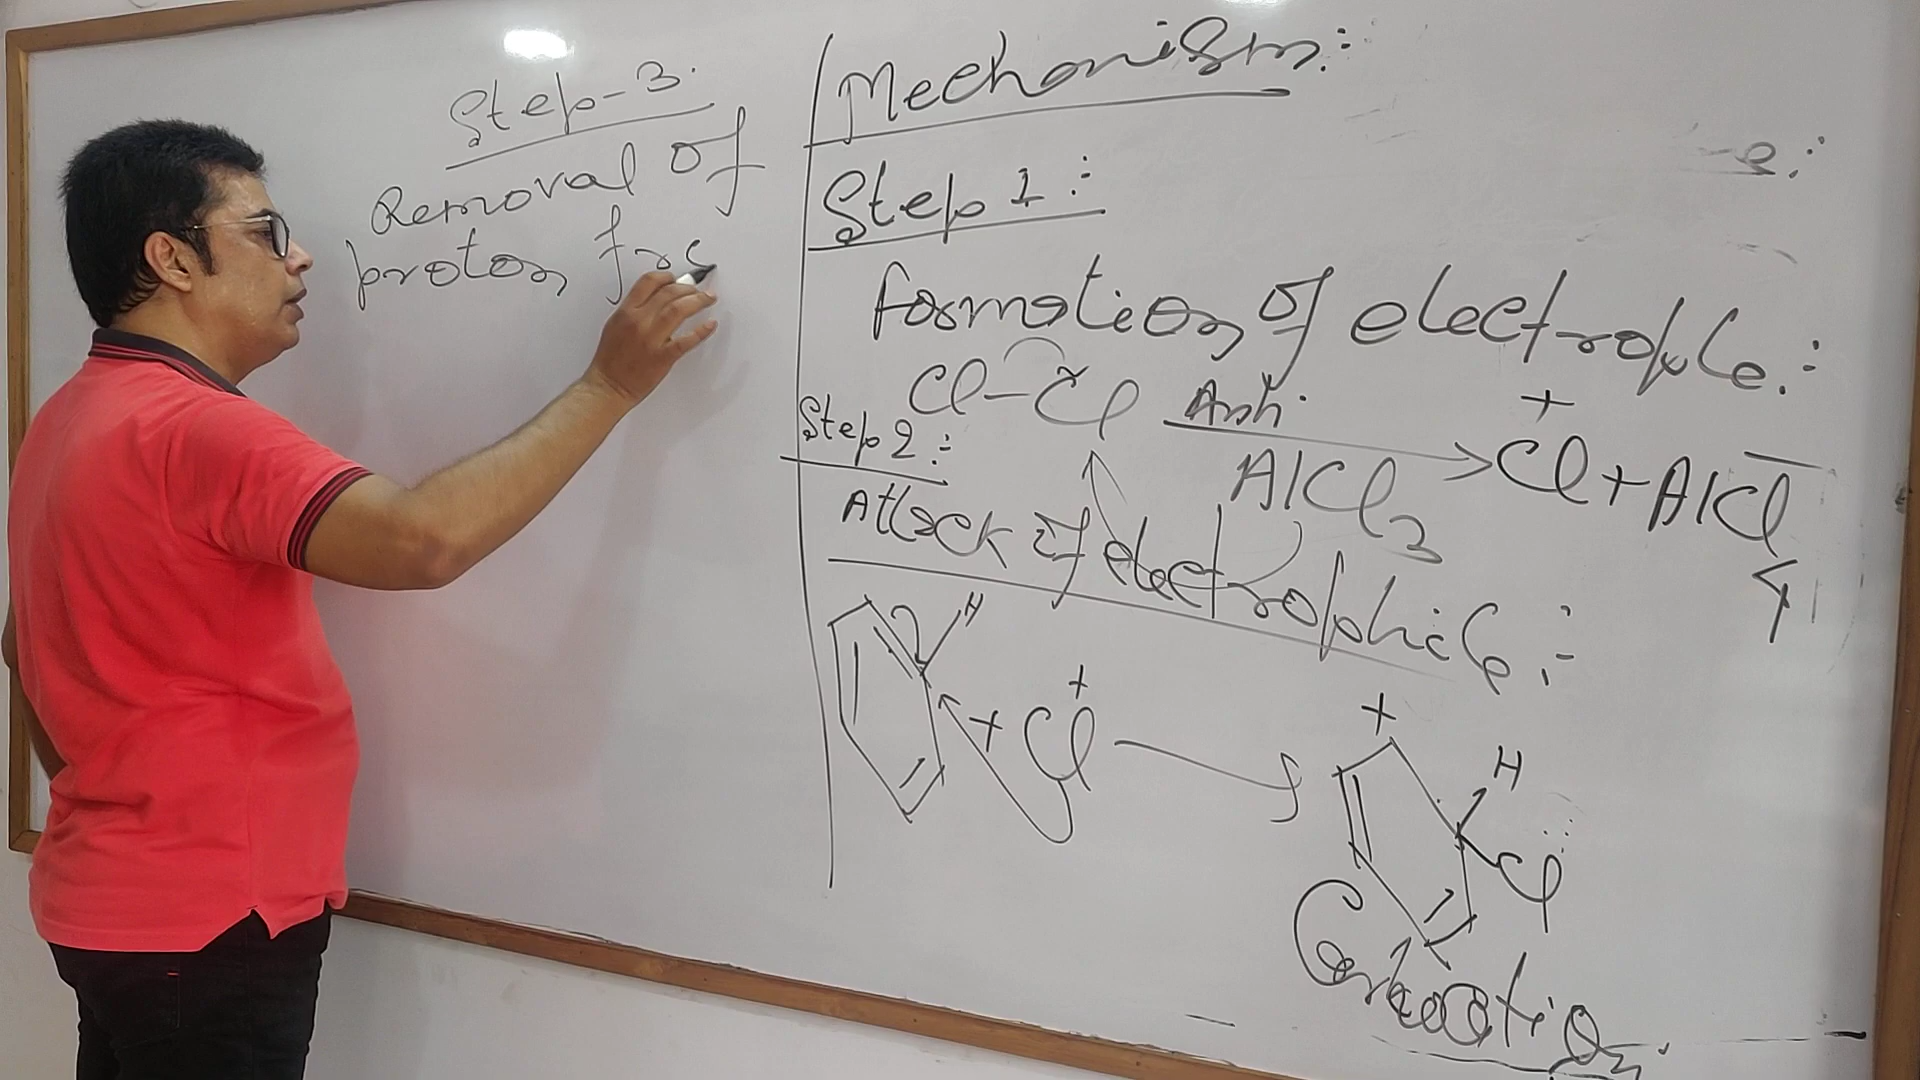 Mechanism:
Step 1:-
Formation of electrophile:
Cl-Cl Anh. AlCl3 → Cl+ + AlCl4-
Step 2:-
Attack of electrophile:-
H
+ Cl+ →
+
H
Cl
Carbocation
Step-3.
Removal of
proton fro